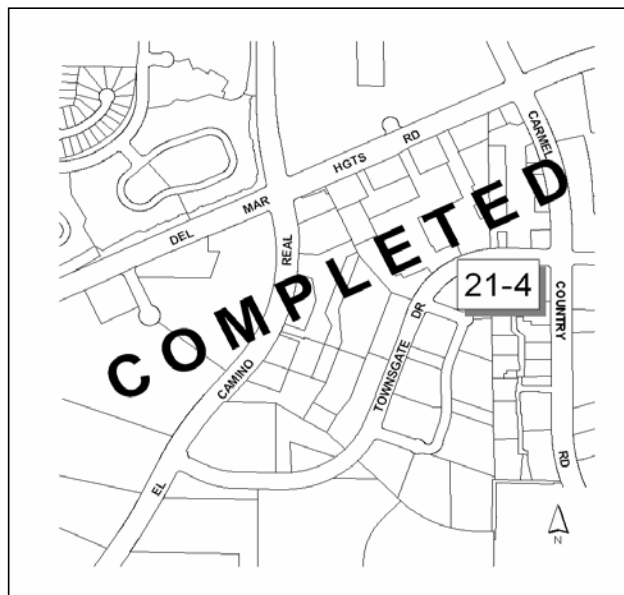 DEL MAR HGTS RD
CARMEL COUNTRY RD
EL CAMINO REAL
TOWNSGATE DR
COMPLETED
21-4
N